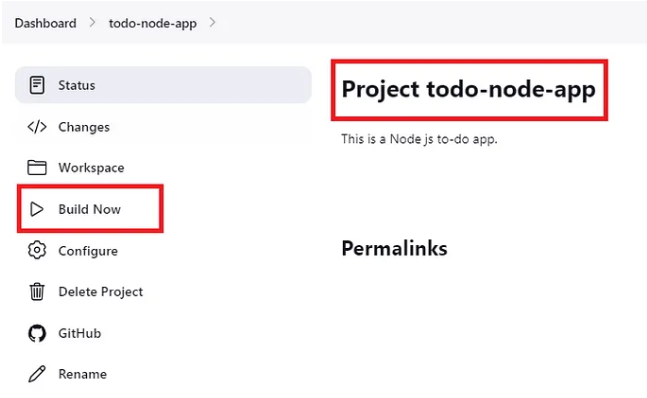 Dashboard > todo-node-app >
Status
Changes
Workspace
Build Now
Configure
Delete Project
GitHub
Rename
Project todo-node-app
This is a Node js to-do app.
Permalinks